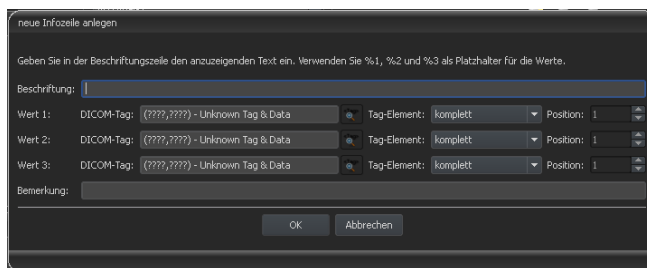 neue Infozeile anlegen
Geben Sie in der Beschriftungszeile den anzuzeigenden Text ein. Verwenden Sie %1, %2 und %3 als Platzhalter für die Werte.
Beschriftung:
Wert 1: DICOM-Tag: (????,????) - Unknown Tag & Data Tag-Element: komplett Position: 1
Wert 2: DICOM-Tag: (????,????) - Unknown Tag & Data Tag-Element: komplett Position: 1
Wert 3: DICOM-Tag: (????,????) - Unknown Tag & Data Tag-Element: komplett Position: 1
Bemerkung:
OK Abbrechen